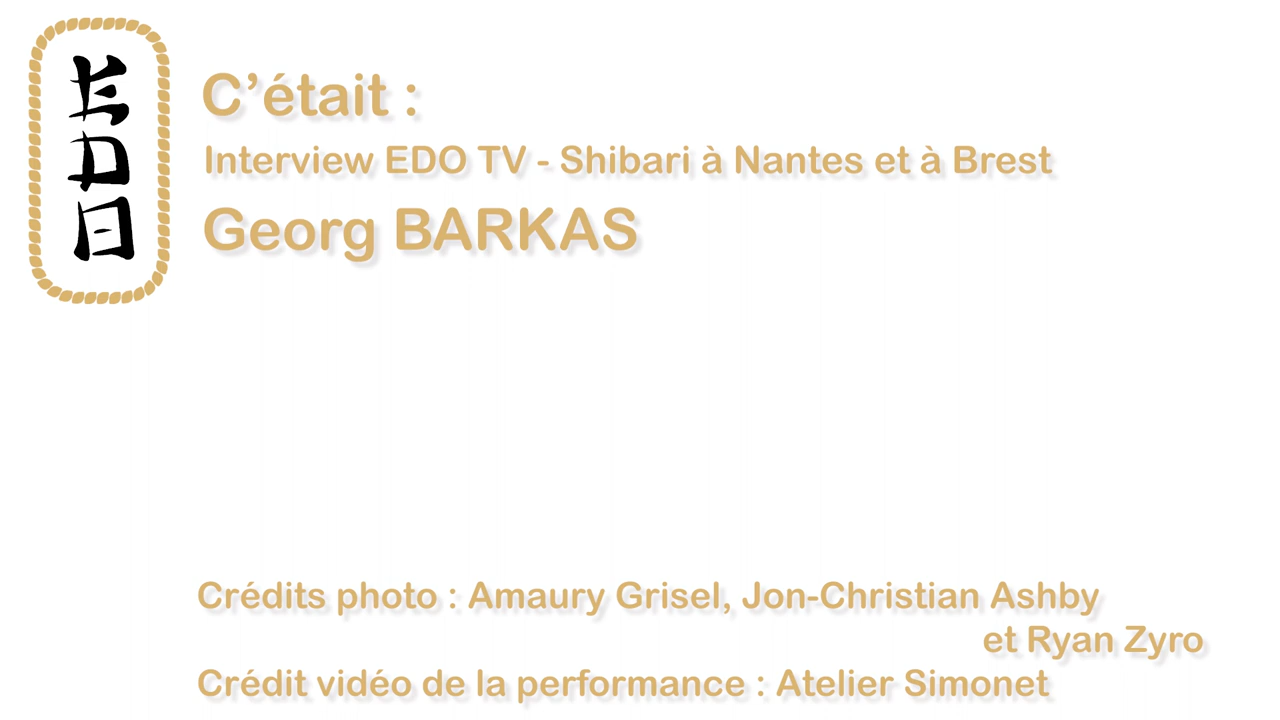 EDO
C’était :
Interview EDO TV - Shibari à Nantes et à Brest
Georg BARKAS
Crédits photo : Amaury Grisel, Jon-Christian Ashby
et Ryan Zyro
Crédit vidéo de la performance : Atelier Simonet